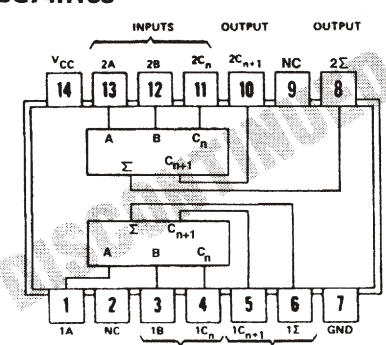 INPUTS OUTPUT OUTPUT
VCC 2A 2B 2Cn 2Cn+1 NC 2Σ
14 13 12 11 10 9 8
A B Cn
Σ Cn+1
Σ Cn+1
A B Cn
1 2 3 4 5 6 7
1A NC 1B 1Cn 1Cn+1 1Σ GND
DISCONTINUED